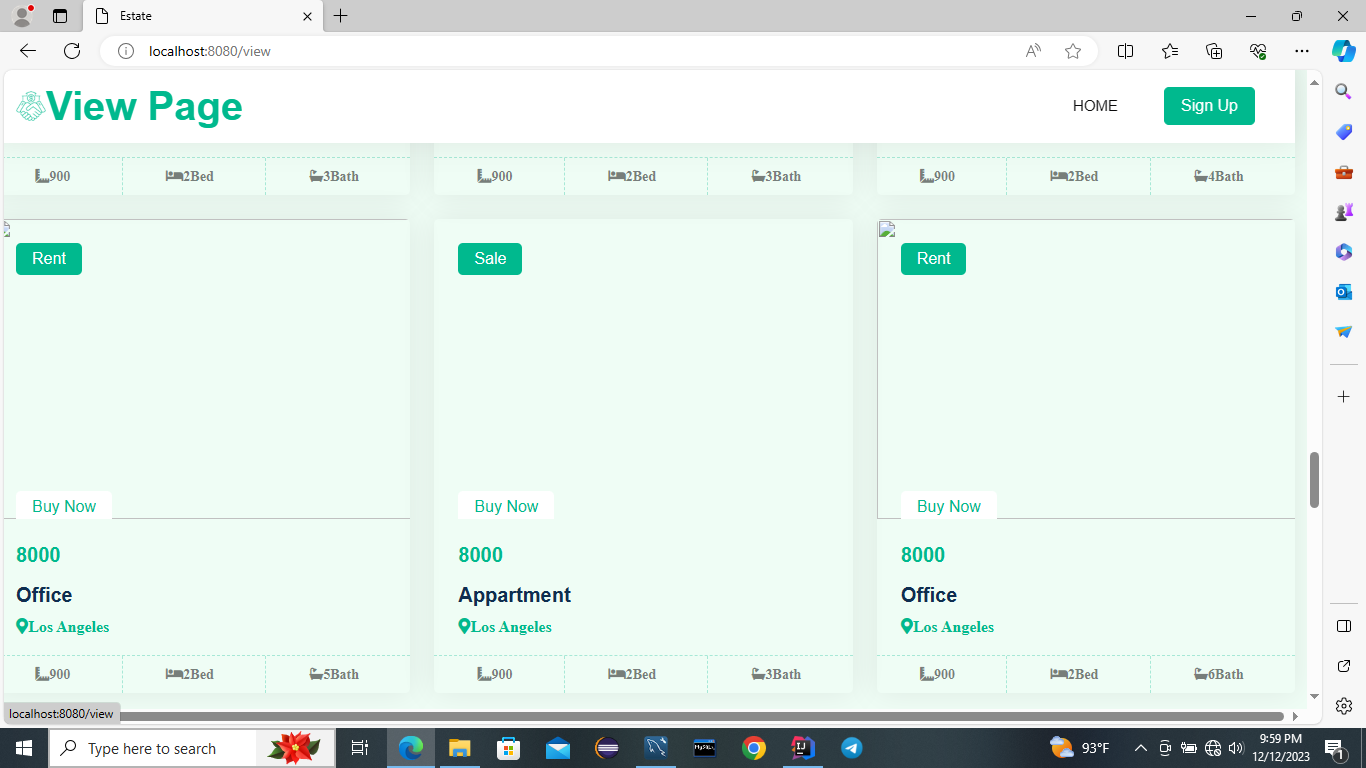 Estate
localhost:8080/view
View Page
HOME
Sign Up
900 2Bed 3Bath
900 2Bed 3Bath
900 2Bed 4Bath
Rent
Buy Now
8000
Office
Los Angeles
900 2Bed 5Bath
Sale
Buy Now
8000
Appartment
Los Angeles
900 2Bed 3Bath
Rent
Buy Now
8000
Office
Los Angeles
900 2Bed 6Bath
localhost:8080/view
Type here to search
93°F
9:59 PM
12/12/2023
1